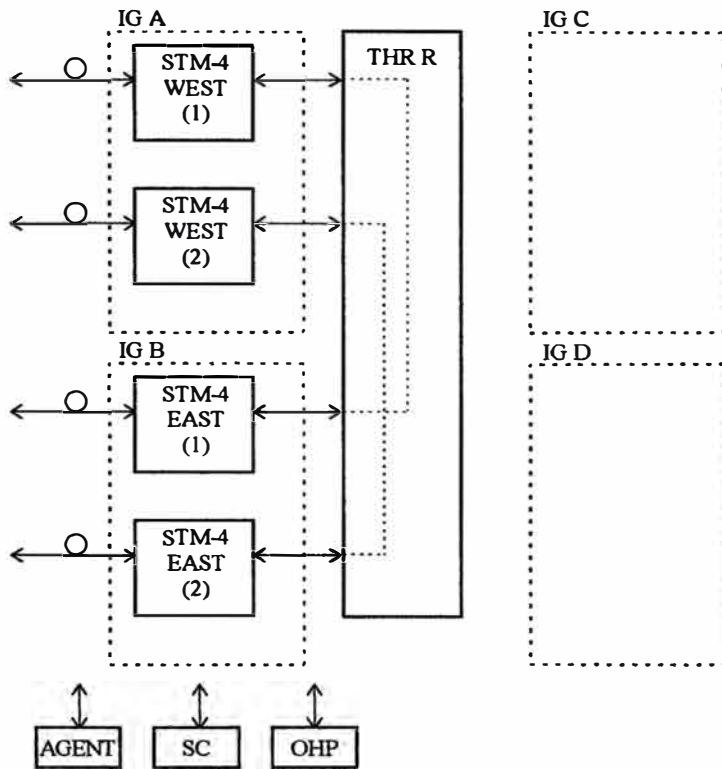 IG A
IG C
STM-4
WEST
(1)
THR R
STM-4
WEST
(2)
IG B
IG D
STM-4
EAST
(1)
STM-4
EAST
(2)
AGENT
SC
OHP